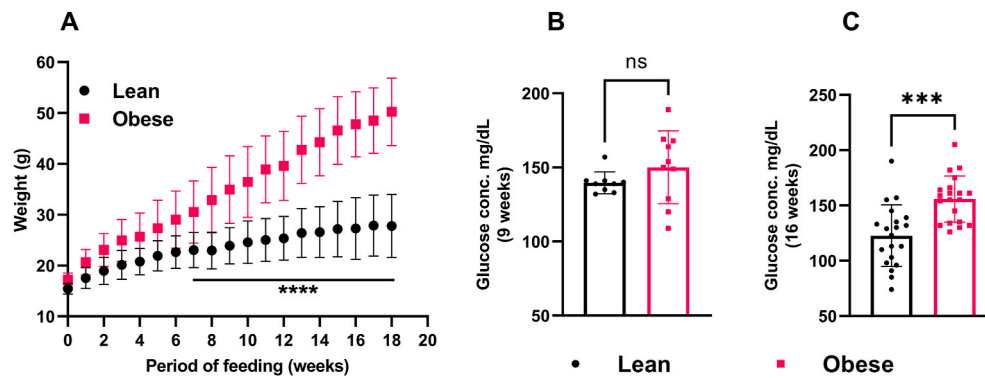 A
Weight (g)
60
50
40
30
20
10
Lean
Obese
****
0 2 4 6 8 10 12 14 16 18 20
Period of feeding (weeks)
B
Glucose conc. mg/dL
(9 weeks)
200
150
100
50
ns
C
Glucose conc. mg/dL
(16 weeks)
250
200
150
100
50
***
Lean
Obese